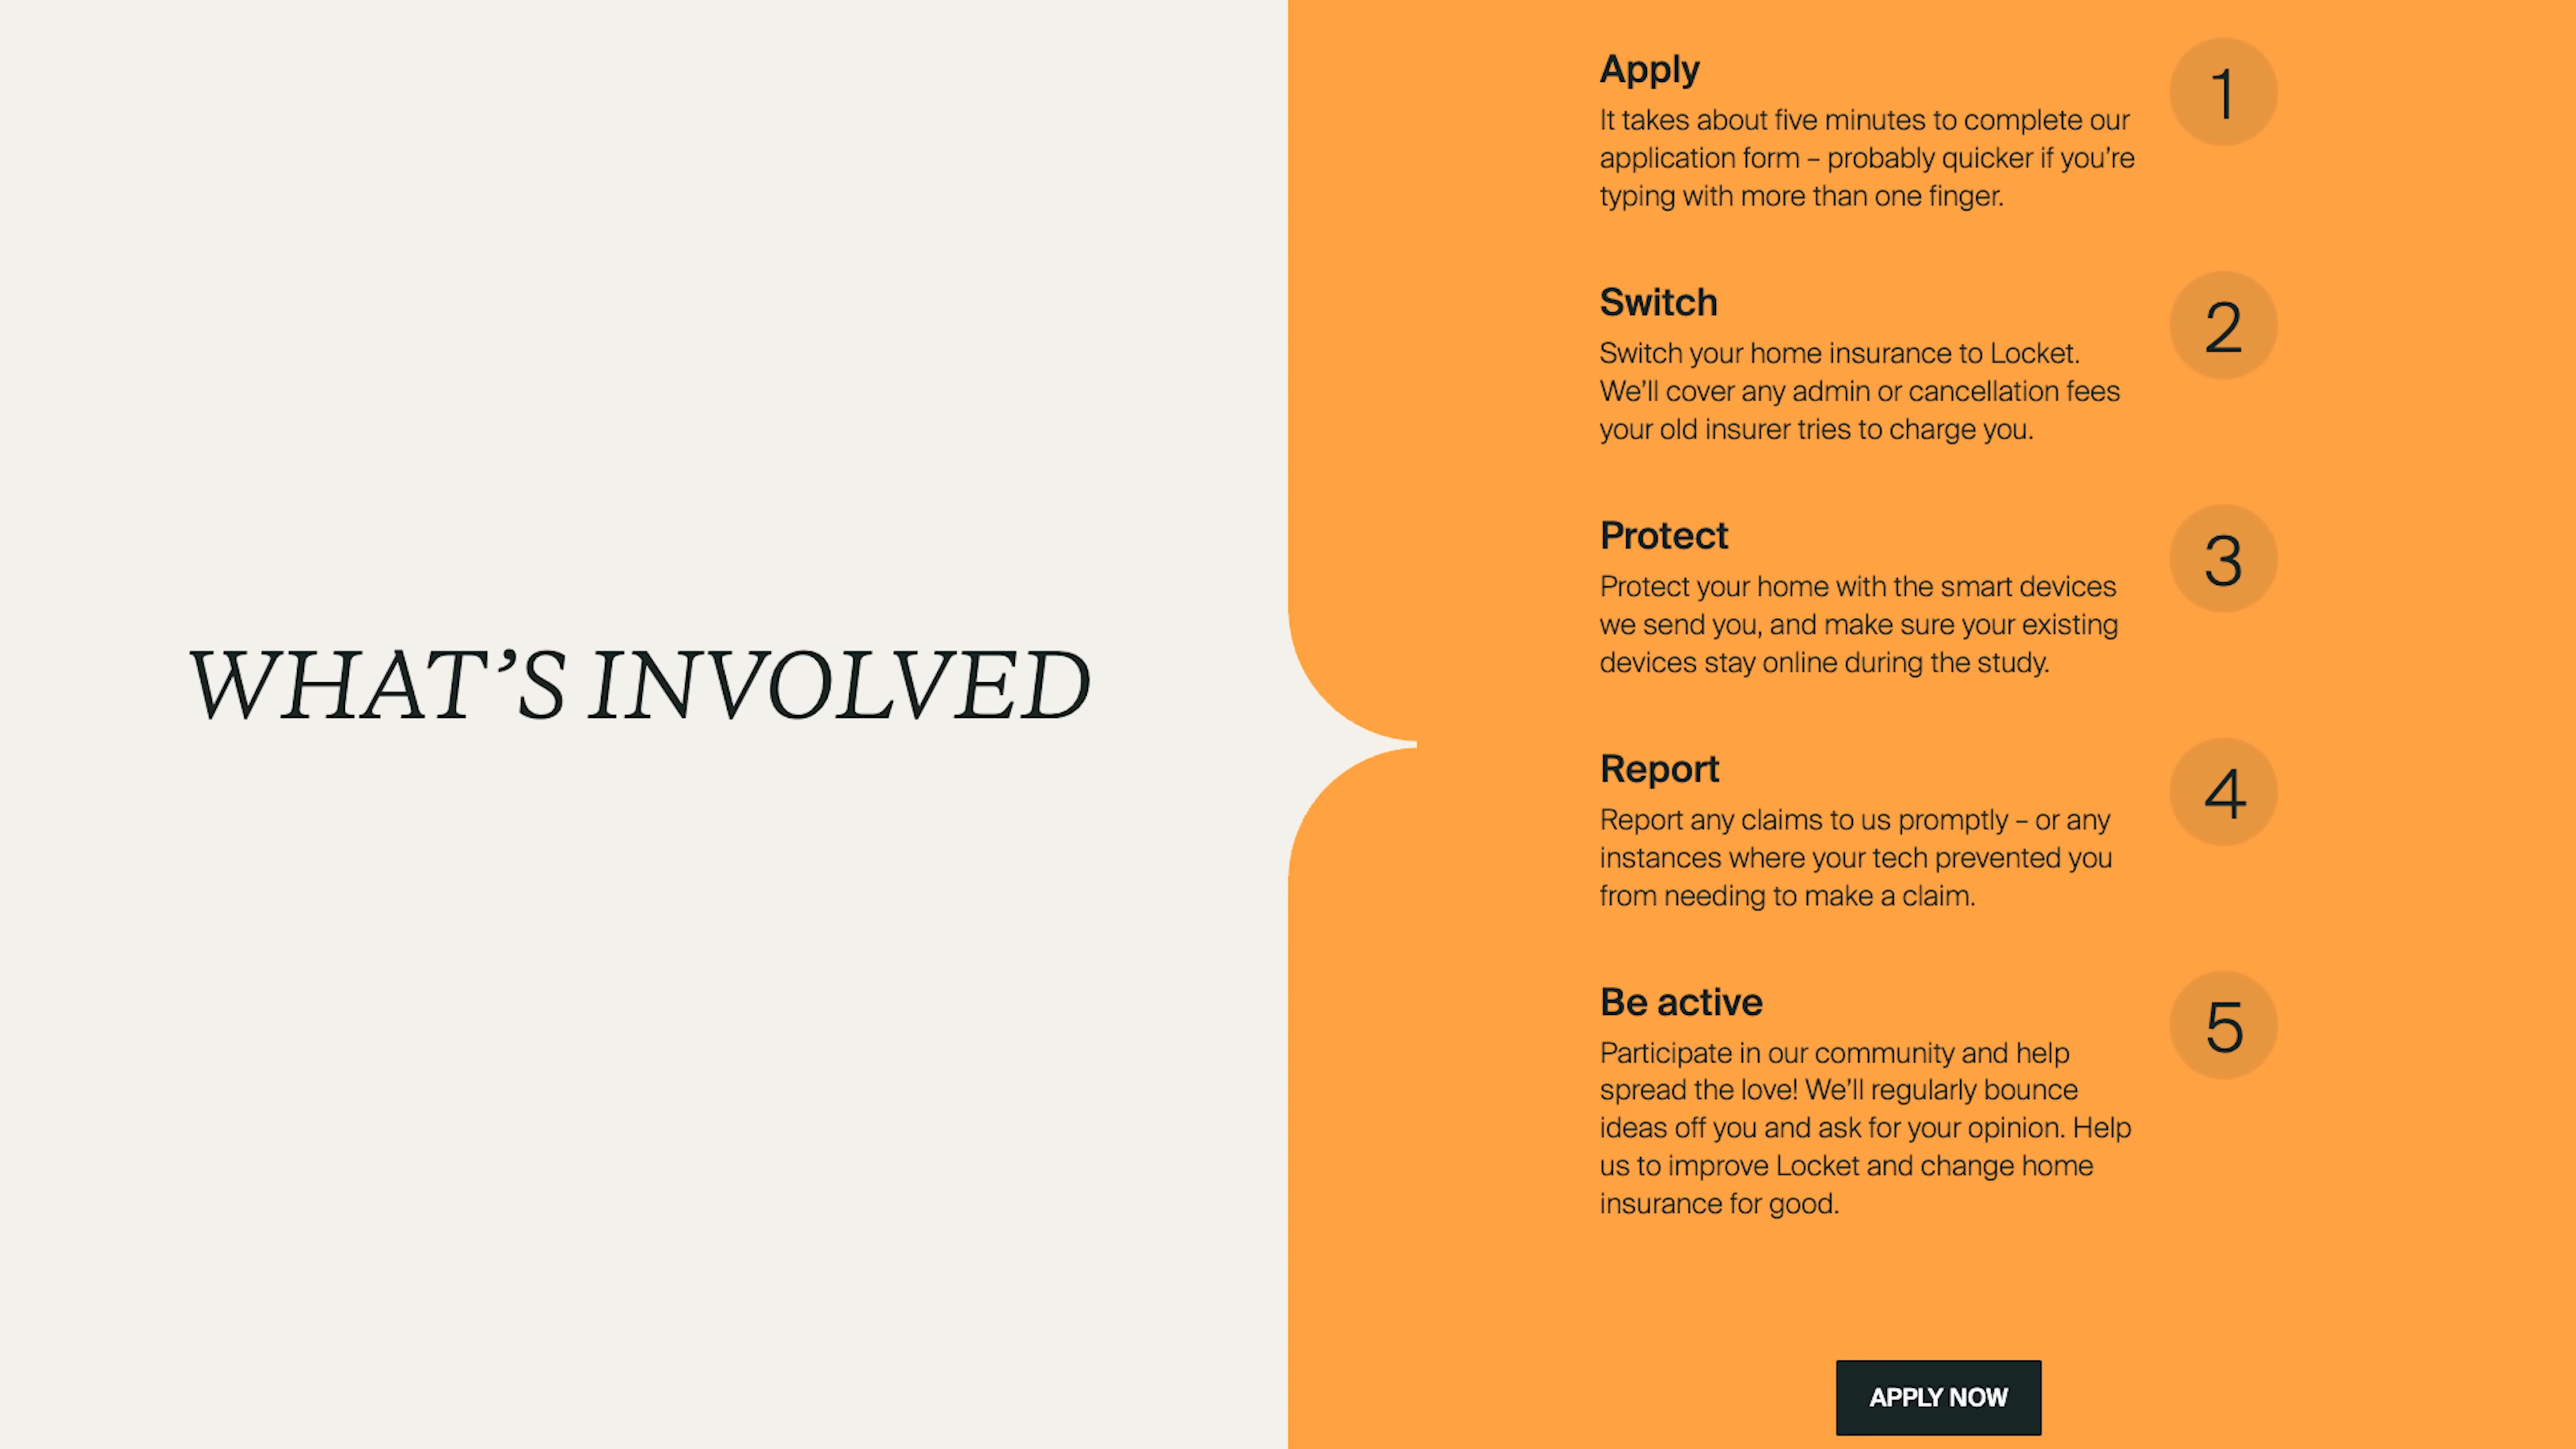 WHAT’S INVOLVED
Apply
1
It takes about five minutes to complete our
application form – probably quicker if you’re
typing with more than one finger.
Switch
2
Switch your home insurance to Locket.
We’ll cover any admin or cancellation fees
your old insurer tries to charge you.
Protect
3
Protect your home with the smart devices
we send you, and make sure your existing
devices stay online during the study.
Report
4
Report any claims to us promptly – or any
instances where your tech prevented you
from needing to make a claim.
Be active
5
Participate in our community and help
spread the love! We’ll regularly bounce
ideas off you and ask for your opinion. Help
us to improve Locket and change home
insurance for good.
APPLY NOW